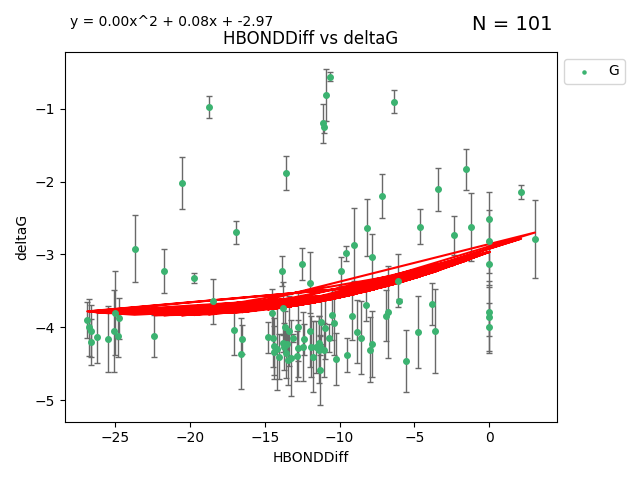 y = 0.00x^2 + 0.08x + -2.97
N = 101
HBONDDiff vs deltaG
G
deltaG
−1
−2
−3
−4
−5
−25
−20
−15
−10
−5
0
HBONDDiff